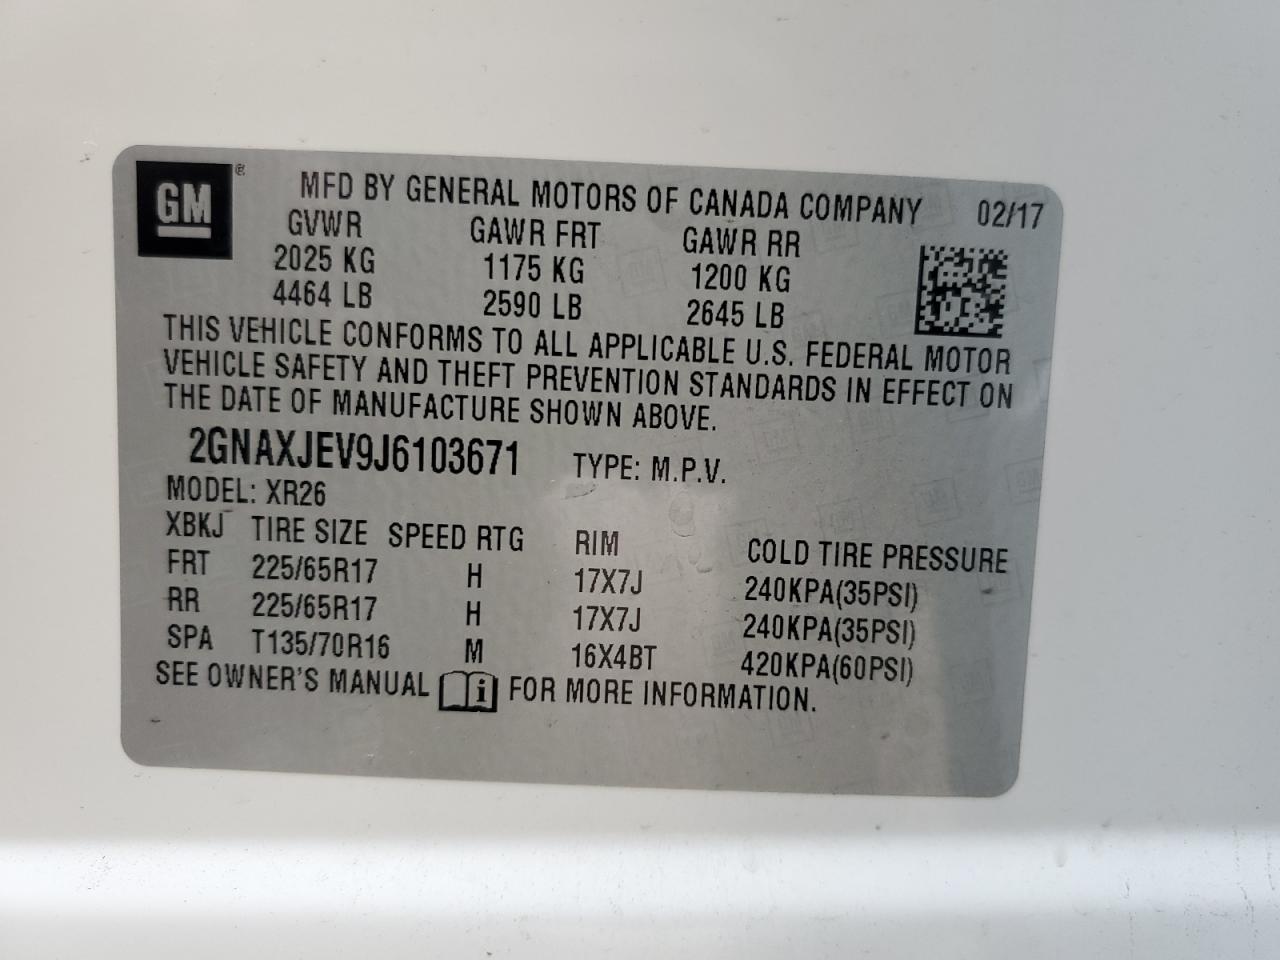 GM ® MFD BY GENERAL MOTORS OF CANADA COMPANY 02/17
GVWR GAWR FRT GAWR RR
2025 KG 1175 KG 1200 KG
4464 LB 2590 LB 2645 LB
THIS VEHICLE CONFORMS TO ALL APPLICABLE U.S. FEDERAL MOTOR
VEHICLE SAFETY AND THEFT PREVENTION STANDARDS IN EFFECT ON
THE DATE OF MANUFACTURE SHOWN ABOVE.
2GNAXJEV9J6103671 TYPE: M.P.V.
MODEL: XR26
XBKJ TIRE SIZE SPEED RTG RIM COLD TIRE PRESSURE
FRT 225/65R17 H 17X7J 240KPA(35PSI)
RR 225/65R17 H 17X7J 240KPA(35PSI)
SPA T135/70R16 M 16X4BT 420KPA(60PSI)
SEE OWNER'S MANUAL i FOR MORE INFORMATION.